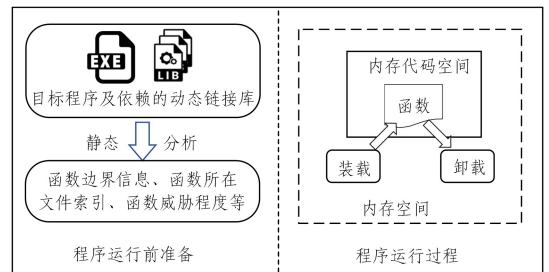 EXE
LIB
目标程序及依赖的动态链接库
静态
分析
函数边界信息、函数所在
文件索引、函数威胁程度等
程序运行前准备
内存代码空间
函数
装载
卸载
内存空间
程序运行过程